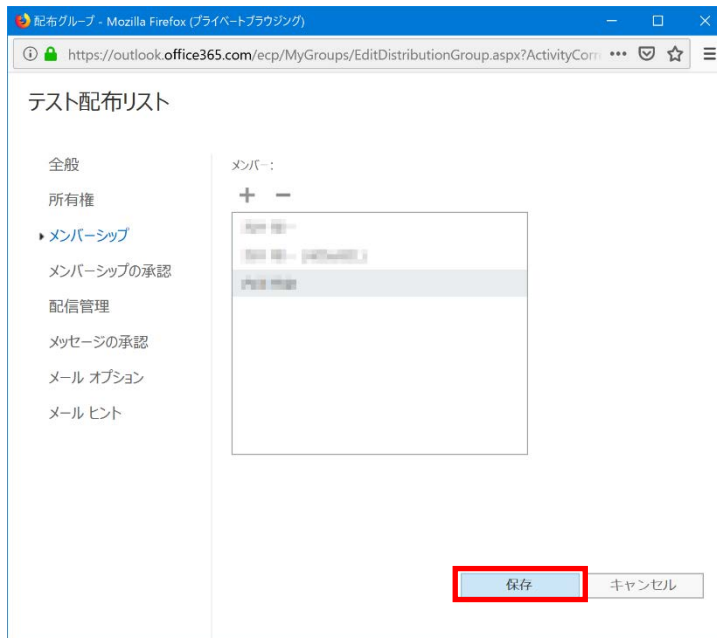 配布グループ - Mozilla Firefox (プライベートブラウジング)
https://outlook.office365.com/ecp/MyGroups/EditDistributionGroup.aspx?ActivityCorr
テスト配布リスト
全般
所有権
メンバーシップ
メンバーシップの承認
配信管理
メッセージの承認
メール オプション
メール ヒント
メンバー:
保存
キャンセル